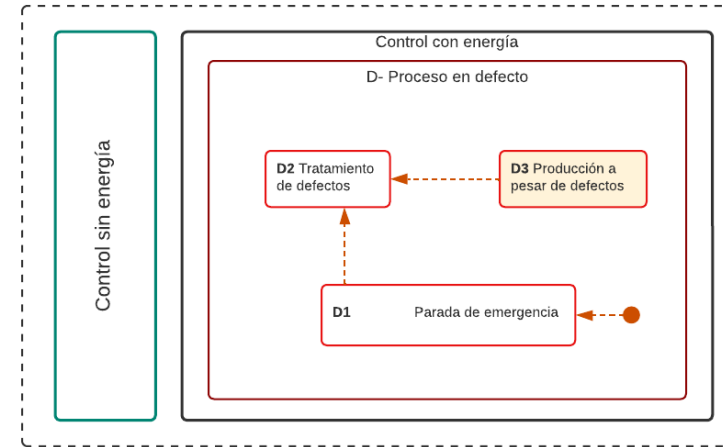 Control sin energía
Control con energía
D- Proceso en defecto
D2 Tratamiento
de defectos
D3 Producción a
pesar de defectos
D1 Parada de emergencia